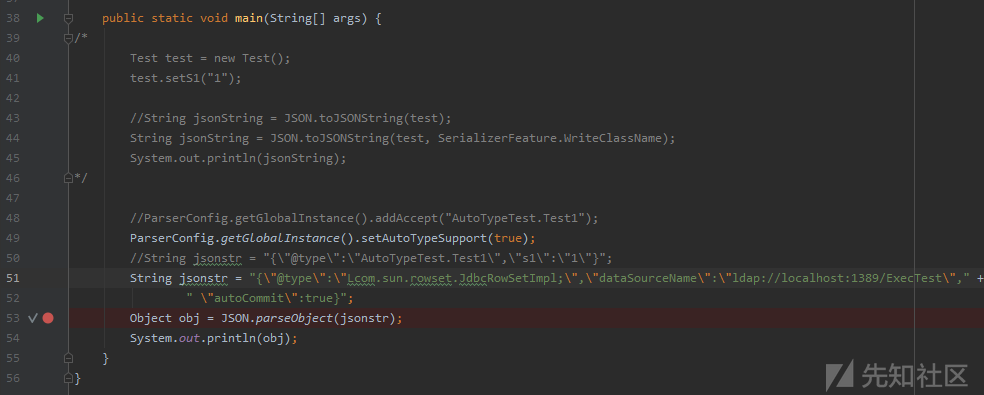 38 public static void main(String[] args) {
39 /*
40 Test test = new Test();
41 test.setS1("1");
42
43 //String jsonString = JSON.toJSONString(test);
44 String jsonString = JSON.toJSONString(test, SerializerFeature.WriteClassName);
45 System.out.println(jsonString);
46 */
47
48 //ParserConfig.getGlobalInstance().addAccept("AutoTypeTest.Test1");
49 ParserConfig.getGlobalInstance().setAutoTypeSupport(true);
50 //String jsonstr = "{\"@type\":\"AutoTypeTest.Test1\",\"s1\":\"1\"}";
51 String jsonstr = "{\"@type\":\"Lcom.sun.rowset.JdbcRowSetImpl;\",\"dataSourceName\":\"ldap://localhost:1389/ExecTest\"," +
52 " \"autoCommit\":true}";
53 Object obj = JSON.parseObject(jsonstr);
54 System.out.println(obj);
55 }
56 }
先知社区